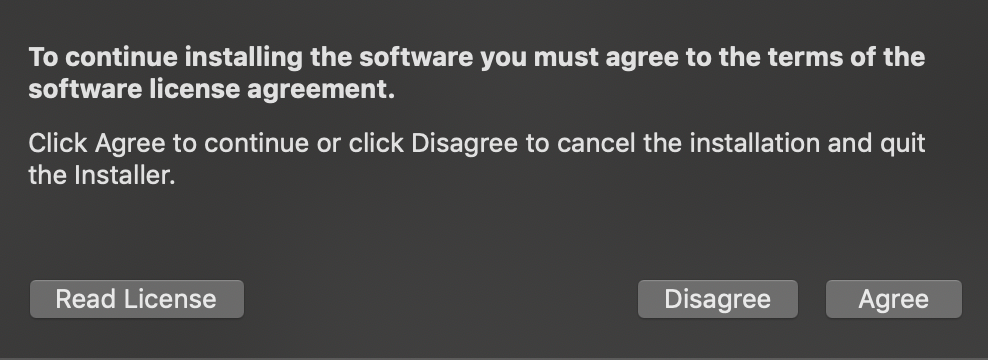 To continue installing the software you must agree to the terms of the
software license agreement.
Click Agree to continue or click Disagree to cancel the installation and quit
the Installer.
Read License
Disagree
Agree